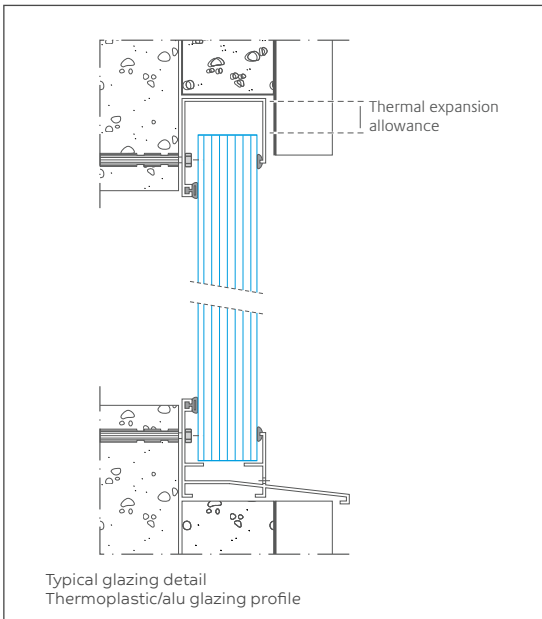 Thermal expansion
allowance
Typical glazing detail
Thermoplastic/alu glazing profile